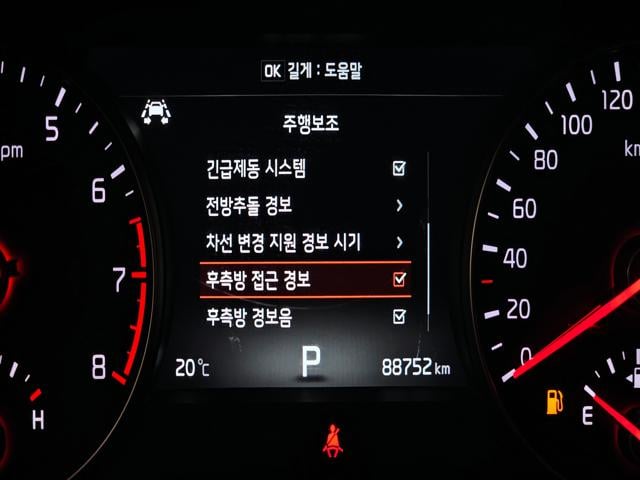 OK 길게 : 도움말
주행보조
긴급제동 시스템
전방추돌 경보
차선 변경 지원 경보 시기
후측방 접근 경보
후측방 경보음
20℃ P 88752 km
pm
5
6
7
8
H
120
100
80
60
40
20
0
km
E